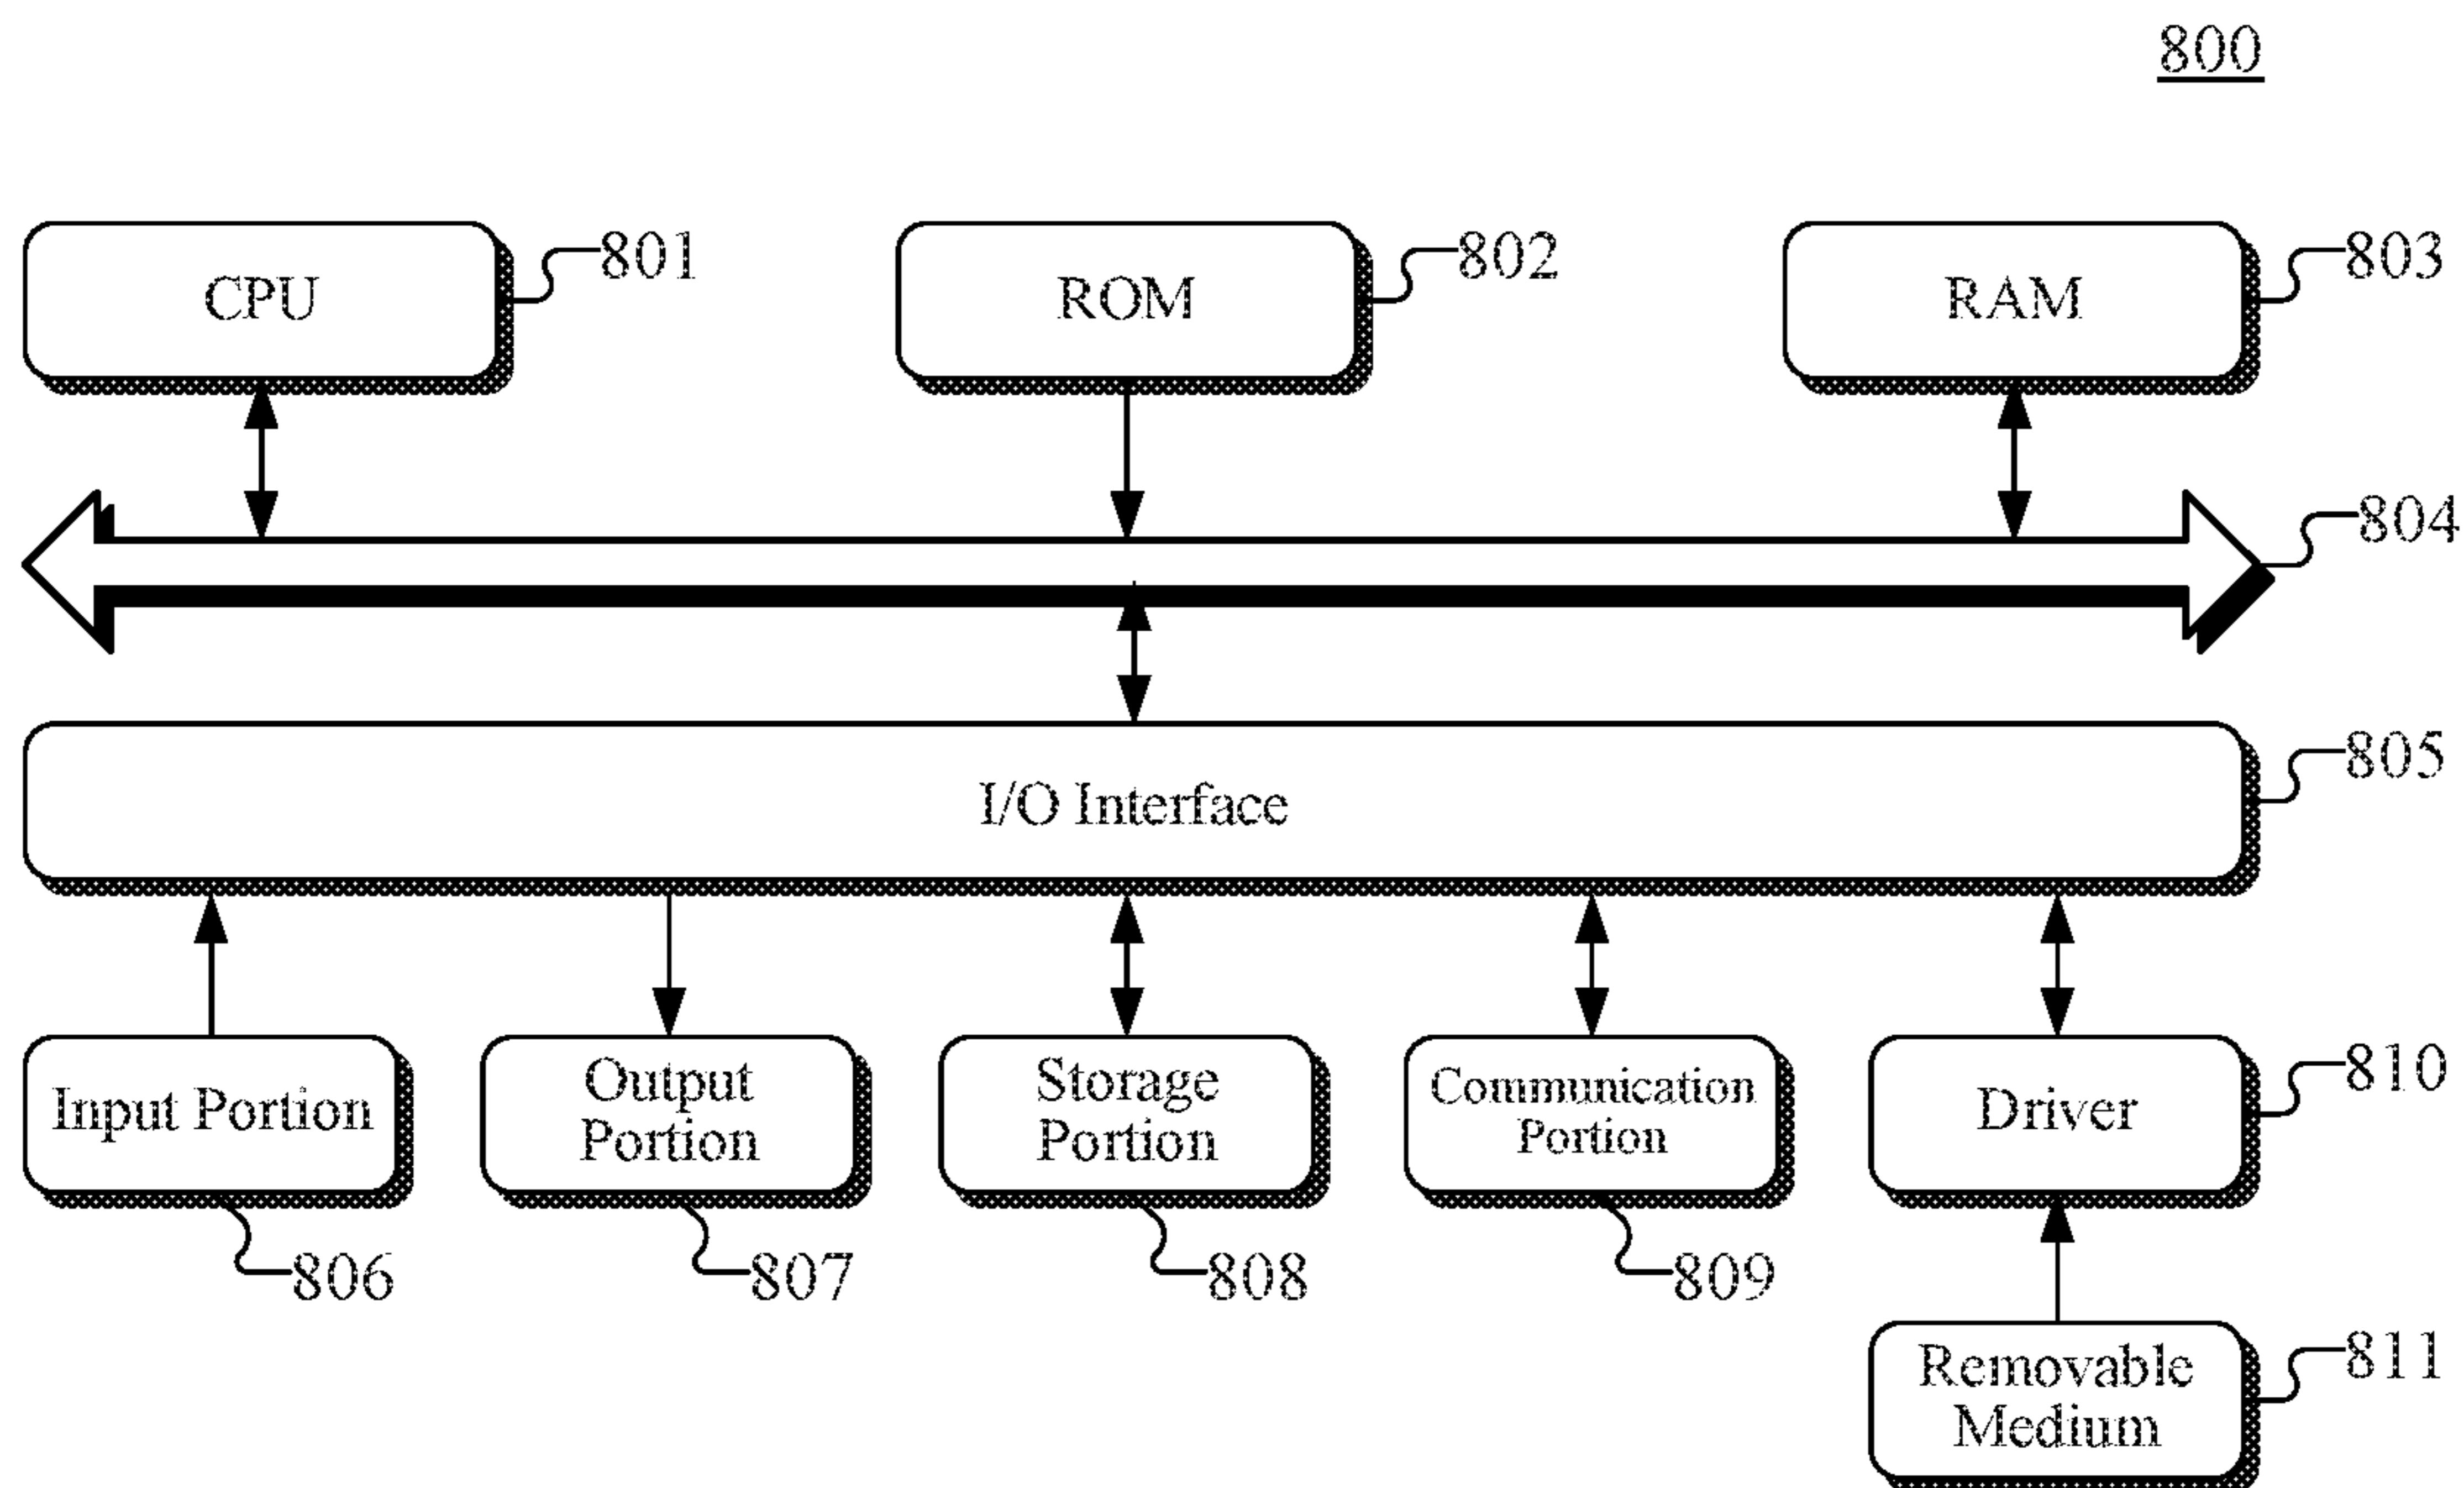 800
CPU
801
ROM
802
RAM
803
804
I/O Interface
805
Input Portion
806
Output
Portion
807
Storage
Portion
808
Communication
Portion
809
Driver
810
Removable
Medium
811